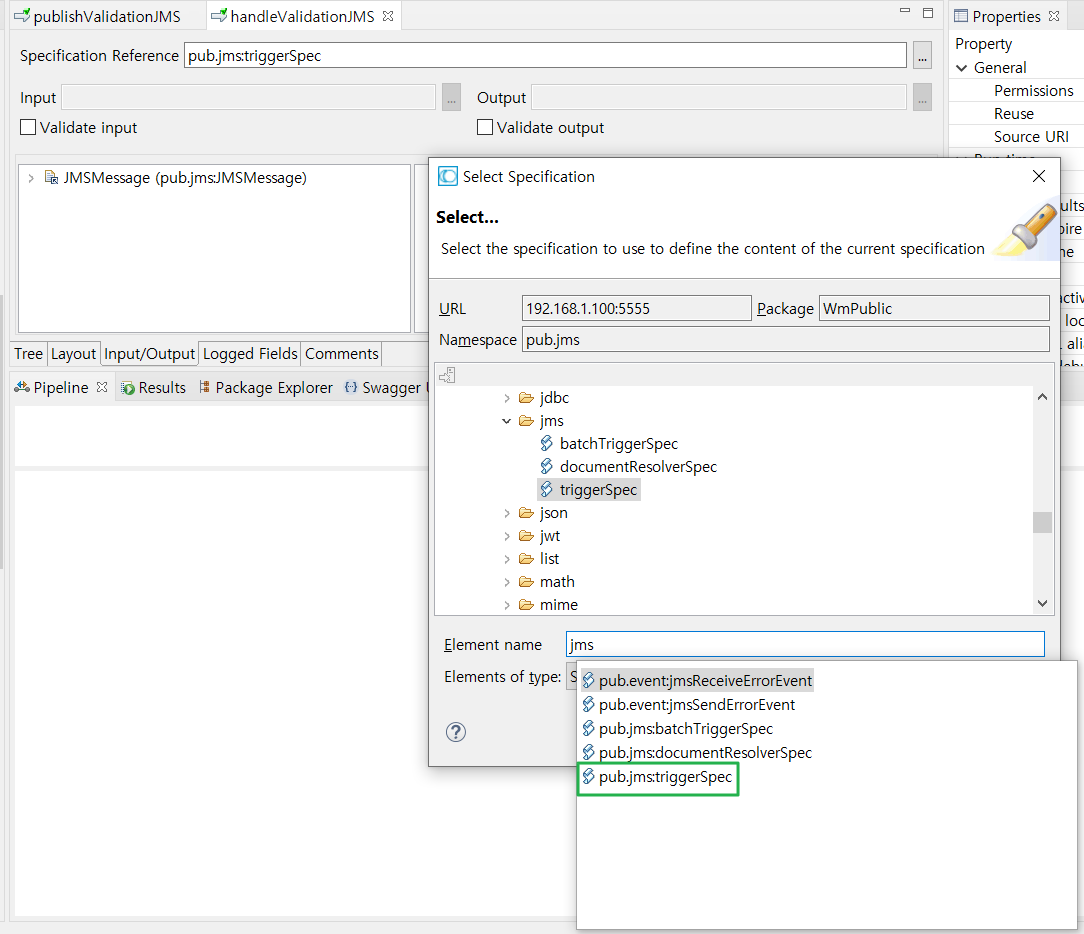 publishValidationJMS
handleValidationJMS
Properties
Specification Reference pub.jms:triggerSpec ...
Property
General
Permissions
Reuse
Source URI
Input ... Output ...
Validate input Validate output
JMSMessage (pub.jms:JMSMessage)
Tree Layout Input/Output Logged Fields Comments
Pipeline Results Package Explorer Swagger
Select Specification
Select...
Select the specification to use to define the content of the current specification
URL 192.168.1.100:5555 Package WmPublic
Namespace pub.jms
jdbc
jms
batchTriggerSpec
documentResolverSpec
triggerSpec
json
jwt
list
math
mime
Element name jms
Elements of type:
pub.event:jmsReceiveErrorEvent
pub.event:jmsSendErrorEvent
pub.jms:batchTriggerSpec
pub.jms:documentResolverSpec
pub.jms:triggerSpec
?